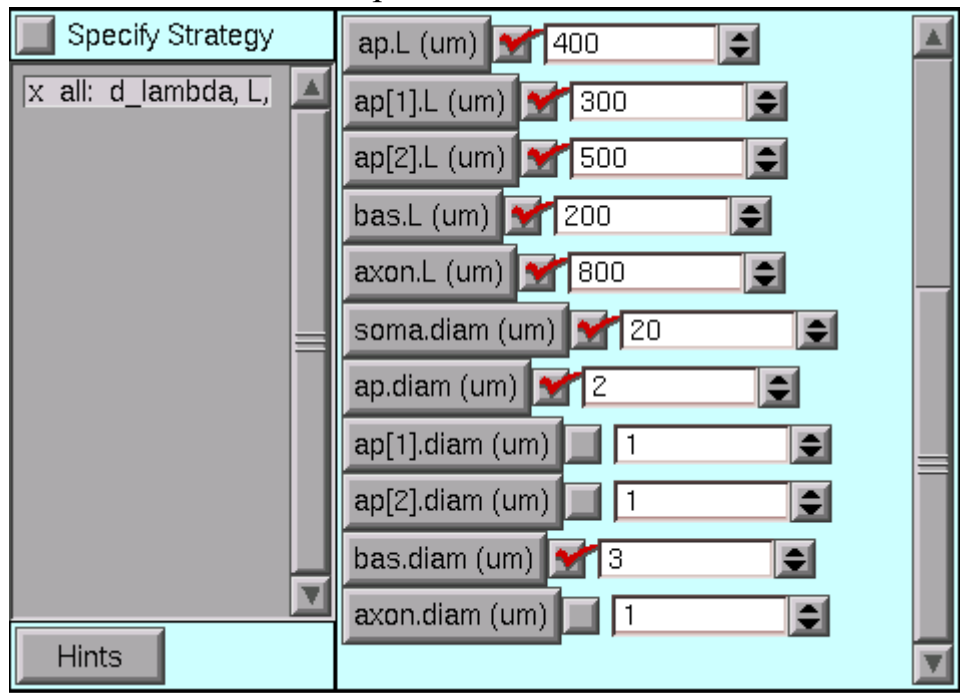 Specify Strategy
x all: d_lambda, L,
Hints
ap.L (um) 400
ap[1].L (um) 300
ap[2].L (um) 500
bas.L (um) 200
axon.L (um) 800
soma.diam (um) 20
ap.diam (um) 2
ap[1].diam (um) 1
ap[2].diam (um) 1
bas.diam (um) 3
axon.diam (um) 1